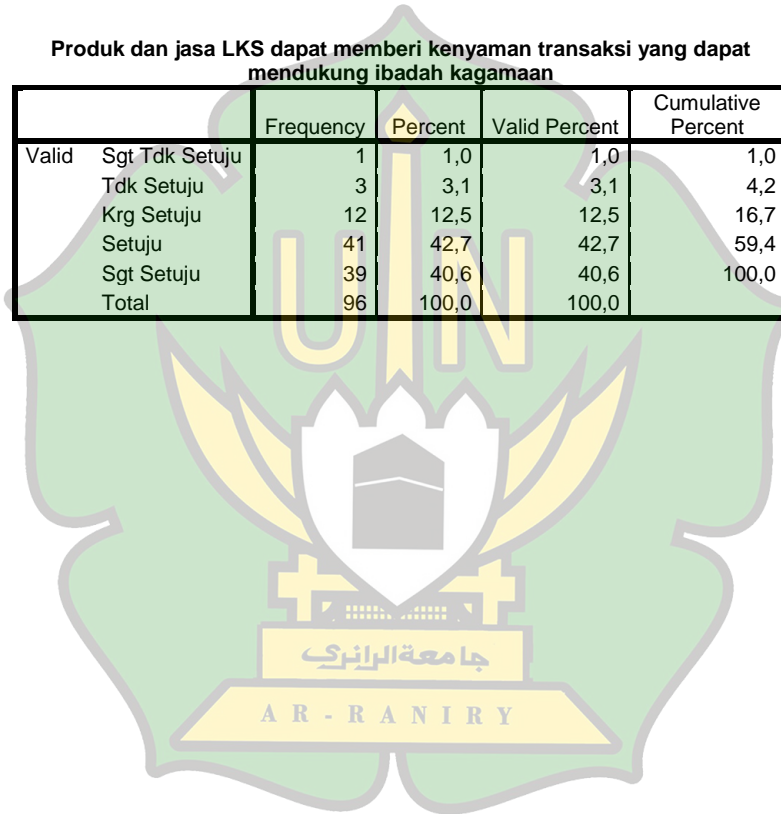 Produk dan jasa LKS dapat memberi kenyaman transaksi yang dapat
mendukung ibadah kagamaan
Frequency Percent Valid Percent Cumulative Percent
Valid Sgt Tdk Setuju 1 1,0 1,0 1,0
Tdk Setuju 3 3,1 3,1 4,2
Krg Setuju 12 12,5 12,5 16,7
Setuju 41 42,7 42,7 59,4
Sgt Setuju 39 40,6 40,6 100,0
Total 96 100,0 100,0
UIN
جامعةالرانري
AR-RANIRY